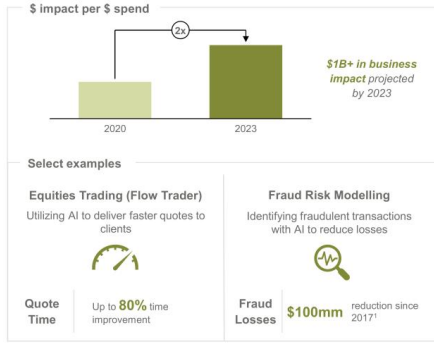 $ impact per $ spend
2x
$1B+ in business
impact projected
by 2023
2020
2023
Select examples
Equities Trading (Flow Trader)
Utilizing AI to deliver faster quotes to
clients
Quote
Time
Up to 80% time
improvement
Fraud Risk Modelling
Identifying fraudulent transactions
with AI to reduce losses
Fraud
Losses
$100mm reduction since
2017¹